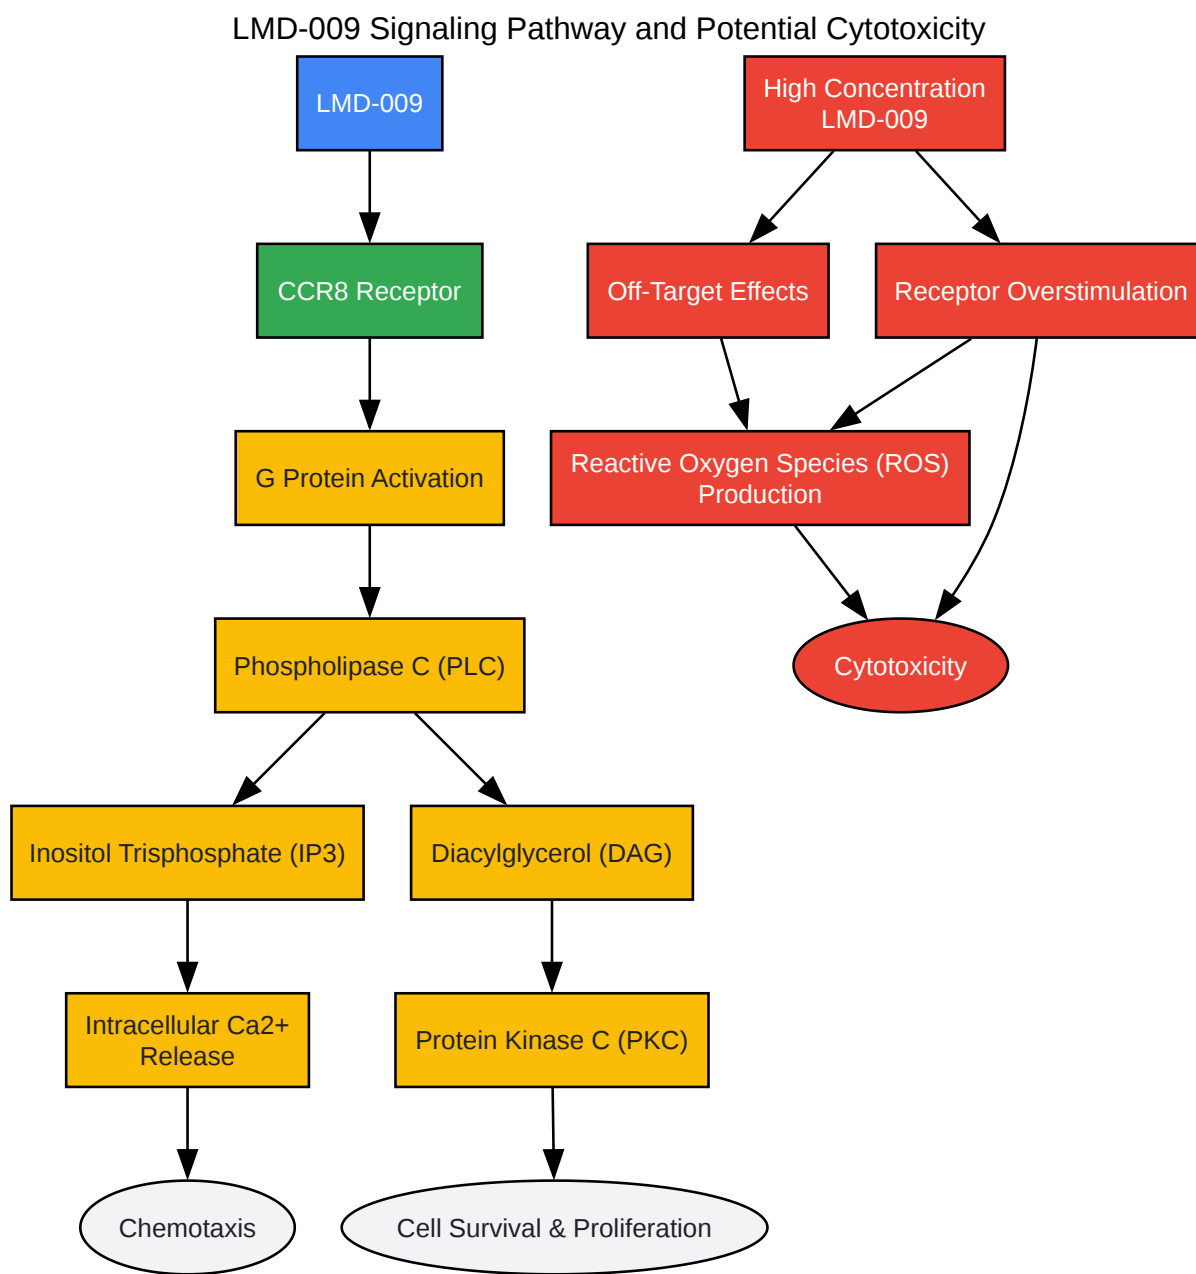 LMD-009 Signaling Pathway and Potential Cytotoxicity
LMD-009
High Concentration
LMD-009
CCR8 Receptor
Off-Target Effects
Receptor Overstimulation
G Protein Activation
Reactive Oxygen Species (ROS)
Production
Phospholipase C (PLC)
Cytotoxicity
Inositol Trisphosphate (IP3)
Diacylglycerol (DAG)
Intracellular Ca2+
Release
Protein Kinase C (PKC)
Chemotaxis
Cell Survival & Proliferation